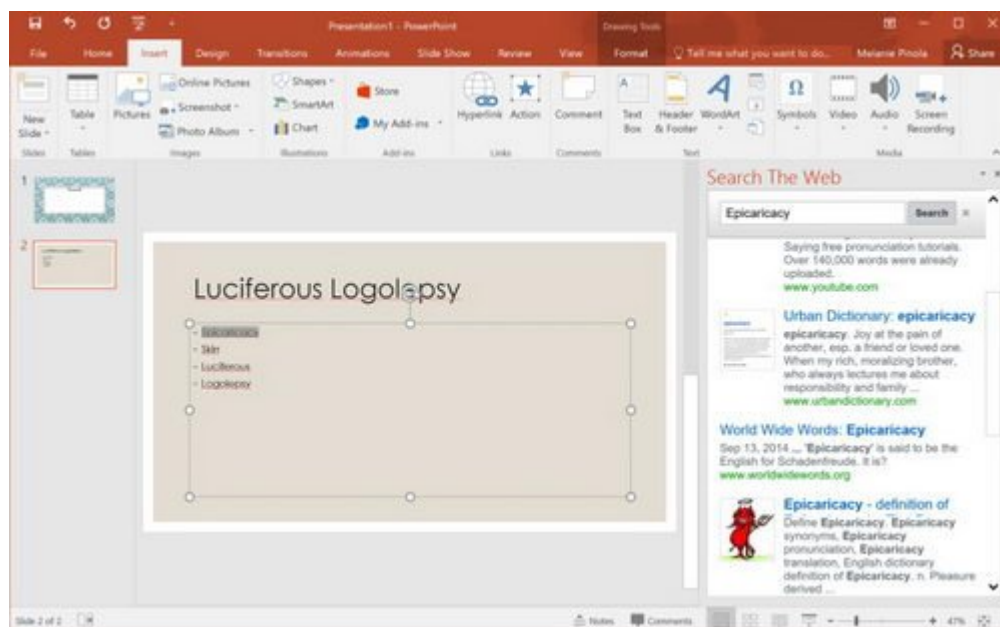 Presentation1 - PowerPoint
Drawing Tools
File Home Insert Design Transitions Animations Slide Show Review View Format Tell me what you want to do... Melanie Pinola Share
New Slide
Table
Pictures
Online Pictures
Screenshot
Photo Album
Shapes
SmartArt
Chart
Store
My Add-ins
Hyperlink
Action
Comment
Text Box
Header & Footer
WordArt
Symbols
Video
Audio
Screen Recording
Slides Tables Images Illustrations Add-ins Links Comments Text Media
1
2
Luciferous Logolepsy
- Epicaricacy
- Skin
- Luciferous
- Logolepsy
Search The Web
Epicaricacy
Search
Saying free pronunciation tutorials.
Over 140,000 words were already
uploaded.
www.youtube.com
Urban Dictionary: epicaricacy
epicaricacy. Joy at the pain of
another, esp. a friend or loved one.
When my rich, moralizing brother,
who always lectures me about
responsibility and family ...
www.urbandictionary.com
World Wide Words: Epicaricacy
Sep 13, 2014 ... 'Epicaricacy' is said to be the
English for Schadenfreude. It is?
www.worldwidewords.org
Epicaricacy - definition of
Define Epicaricacy. Epicaricacy
synonyms, Epicaricacy
pronunciation, Epicaricacy
translation, English dictionary
definition of Epicaricacy. n. Pleasure
derived ...
Slide 2 of 2
Notes
Comments
47%